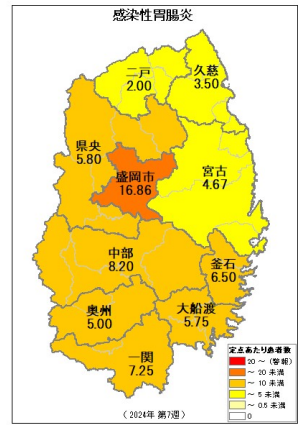 感染性胃腸炎
二戸
2.00
久慈
3.50
県央
5.80
盛岡市
16.86
宮古
4.67
中部
8.20
釜石
6.50
奥州
5.00
大船渡
5.75
一関
7.25
定点あたり患者数
20 ～ (警報)
～ 20 未満
～ 10 未満
～ 5 未満
～ 0.5 未満
0
(2024年 第7週)